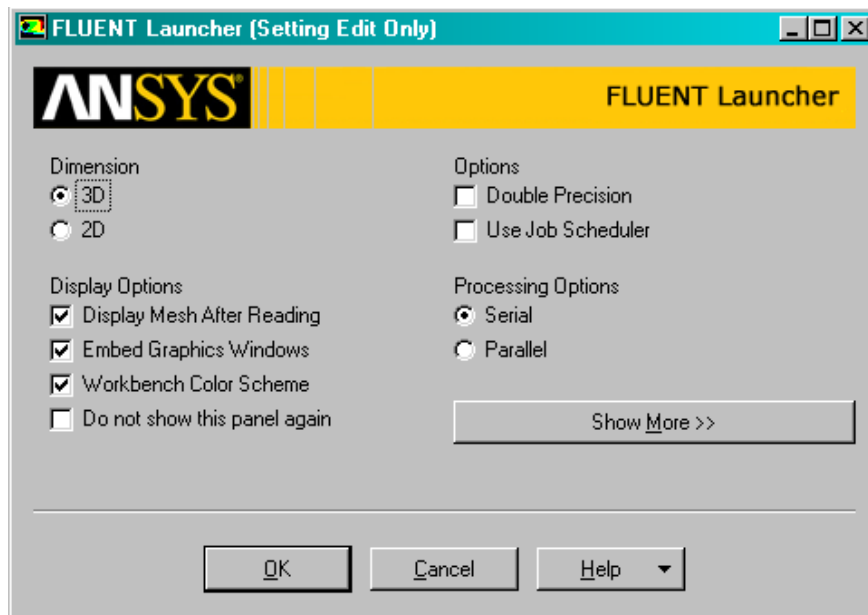 FLUENT Launcher (Setting Edit Only)
ANSYS®
FLUENT Launcher
Dimension
3D
2D
Options
Double Precision
Use Job Scheduler
Display Options
Display Mesh After Reading
Embed Graphics Windows
Workbench Color Scheme
Do not show this panel again
Processing Options
Serial
Parallel
Show More >>
OK
Cancel
Help